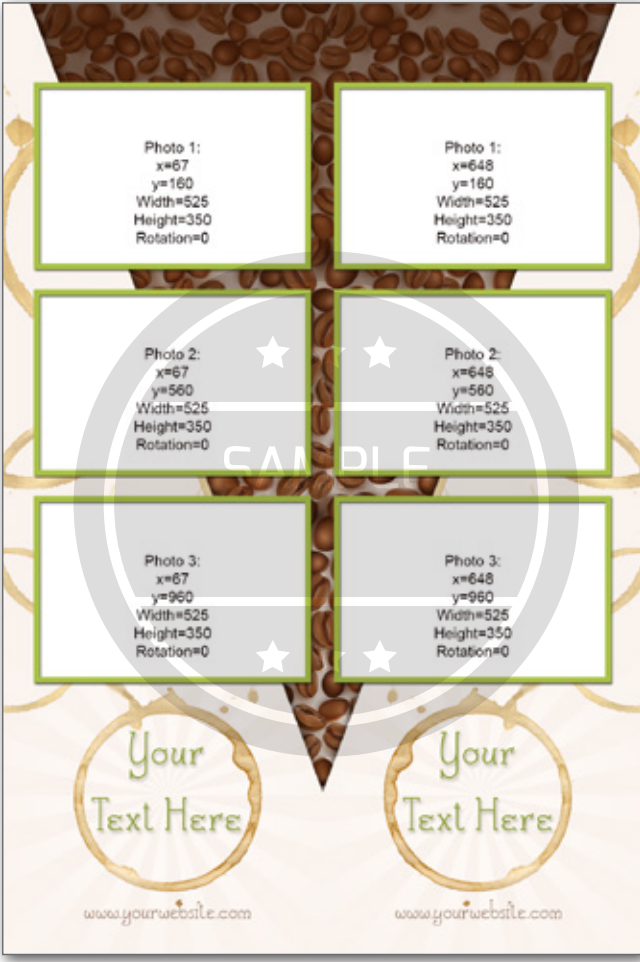 Photo 1:
x=67
y=160
Width=525
Height=350
Rotation=0
Photo 1:
x=648
y=160
Width=525
Height=350
Rotation=0
Photo 2:
x=67
y=560
Width=525
Height=350
Rotation=0
Photo 2:
x=648
y=560
Width=525
Height=350
Rotation=0
SAMPLE
Photo 3:
x=67
y=960
Width=525
Height=350
Rotation=0
Photo 3:
x=648
y=960
Width=525
Height=350
Rotation=0
Your
Text Here
www.yourwebsite.com
Your
Text Here
www.yourwebsite.com